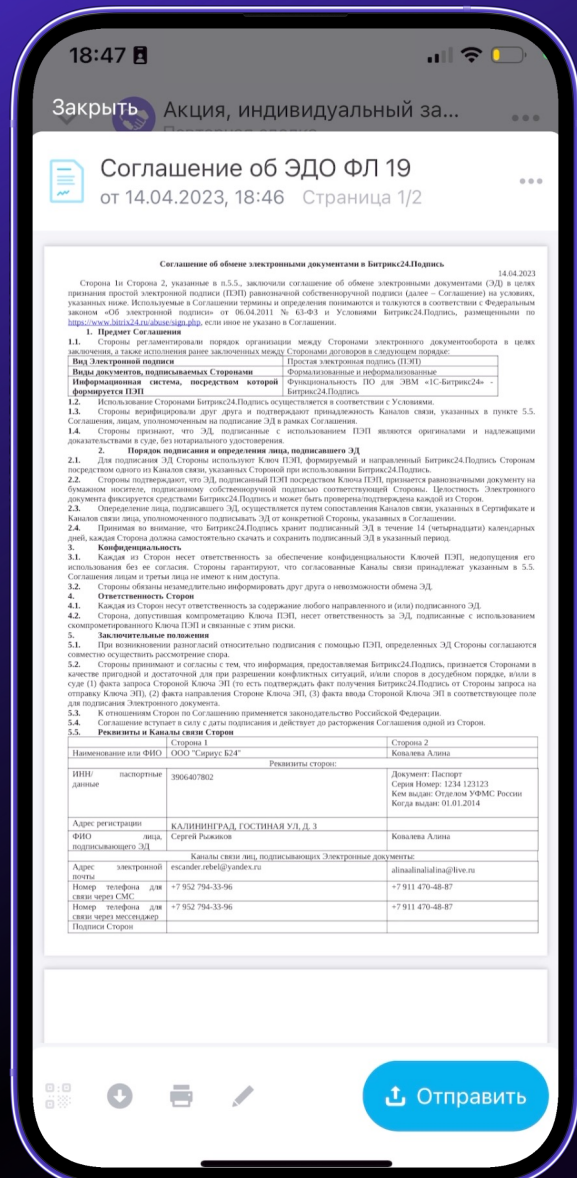 18:47
Закрыть
Акция, индивидуальный за...
Соглашение об ЭДО ФЛ 19
от 14.04.2023, 18:46 Страница 1/2
Соглашение об обмене электронными документами в Битрикс24.Подпись
14.04.2023
Сторона 1и Сторона 2, указанные в п.5.5., заключили соглашение об обмене электронными документами (ЭД) в целях
признания простой электронной подписи (ПЭП) равнозначной собственноручной подписи (далее – Соглашение) на условиях,
указанных ниже. Используемые в Соглашении термины и определения понимаются и толкуются в соответствии с Федеральным
законом «Об электронной подписи» от 06.04.2011 № 63-ФЗ и Условиями Битрикс24.Подпись, размещенными по
https://www.bitrix24.ru/abuse/sign.php, если иное не указано в Соглашении.
1. Предмет Соглашения
1.1. Стороны регламентировали порядок организации между Сторонами электронного документооборота в целях
заключения, а также исполнения ранее заключенных между Сторонами договоров в следующем порядке:
Вид Электронной подписи Простая электронная подпись (ПЭП)
Виды документов, подписываемых Сторонами Формализованные и неформализованные
Информационная система, посредством которой Функциональность ПО для ЭВМ «1С-Битрикс24» -
формируется ПЭП Битрикс24.Подпись
1.2. Использование Сторонами Битрикс24.Подпись осуществляется в соответствии с Условиями.
1.3. Стороны верифицировали друг друга и подтверждают принадлежность Каналов связи, указанных в пункте 5.5.
Соглашения, лицам, уполномоченным на подписание ЭД в рамках Соглашения.
1.4. Стороны признают, что ЭД, подписанные с использованием ПЭП являются оригиналами и надлежащими
доказательствами в суде, без нотариального удостоверения.
2. Порядок подписания и определения лица, подписавшего ЭД
2.1. Для подписания ЭД Стороны используют Ключ ПЭП, формируемый и направленный Битрикс24.Подпись Сторонам
посредством одного из Каналов связи, указанных Стороной при использовании Битрикс24.Подпись.
2.2. Стороны подтверждают, что ЭД, подписанный ПЭП посредством Ключа ПЭП, признается равнозначными документу на
бумажном носителе, подписанному собственноручной подписью соответствующей Стороны. Целостность Электронного
документа фиксируется средствами Битрикс24.Подпись и может быть проверена/подтверждена каждой из Сторон.
2.3. Определение лица, подписавшего ЭД, осуществляется путем сопоставления Каналов связи, указанных в Сертификате и
Каналов связи лица, уполномоченного подписывать ЭД от конкретной Стороны, указанных в Соглашении.
2.4. Принимая во внимание, что Битрикс24.Подпись хранит подписанный ЭД в течение 14 (четырнадцати) календарных
дней, каждая Сторона должна самостоятельно скачать и сохранить подписанный ЭД в указанный период.
3. Конфиденциальность
3.1. Каждая из Сторон несет ответственность за обеспечение конфиденциальности Ключей ПЭП, недопущения его
использования без ее согласия. Стороны гарантируют, что согласованные Каналы связи принадлежат указанным в 5.5.
Соглашения лицам и третьи лица не имеют к ним доступа.
3.2. Стороны обязаны незамедлительно информировать друг друга о невозможности обмена ЭД.
4. Ответственность Сторон
4.1. Каждая из Сторон несут ответственность за содержание любого направленного и (или) подписанного ЭД.
4.2. Сторона, допустившая компрометацию Ключа ПЭП, несет ответственность за ЭД, подписанные с использованием
скомпрометированного Ключа ПЭП и связанные с этим риски.
5. Заключительные положения
5.1. При возникновении разногласий относительно подписания с помощью ПЭП, определенных ЭД Стороны соглашаются
совместно осуществить рассмотрение спора.
5.2. Стороны принимают и согласны с тем, что информация, предоставляемая Битрикс24.Подпись, признается Сторонами в
качестве пригодной и достаточной для при разрешении конфликтных ситуаций, и/или споров в досудебном порядке, и/или в
суде (1) факта запроса Стороной Ключа ЭП (то есть подтверждать факт получения Битрикс24.Подпись от Стороны запроса на
отправку Ключа ЭП), (2) факта направления Стороне Ключа ЭП, (3) факта ввода Стороной Ключа ЭП в соответствующее поле
для подписания Электронного документа.
5.3. К отношениям Сторон по Соглашению применяется законодательство Российской Федерации.
5.4. Соглашение вступает в силу с даты подписания и действует до расторжения Соглашения одной из Сторон.
5.5. Реквизиты и Каналы связи Сторон
Сторона 1 Сторона 2
Наименование или ФИО ООО "Сириус Б24" Ковалева Алина
Реквизиты сторон:
ИНН/ паспортные данные 3906407802 Документ: Паспорт
Серия Номер: 1234 123123
Кем выдан: Отделом УФМС России
Когда выдан: 01.01.2014
Адрес регистрации КАЛИНИНГРАД, ГОСТИНАЯ УЛ, Д. 3
ФИО лица, Сергей Рыжиков Ковалева Алина
подписывающего ЭД
Каналы связи лиц, подписывающих Электронные документы:
Адрес электронной escander.rebel@yandex.ru alinaalinalialina@live.ru
почты
Номер телефона для +7 952 794-33-96 +7 911 470-48-87
связи через СМС
Номер телефона для +7 952 794-33-96 +7 911 470-48-87
связи через мессенджер
Подписи Сторон
Отправить